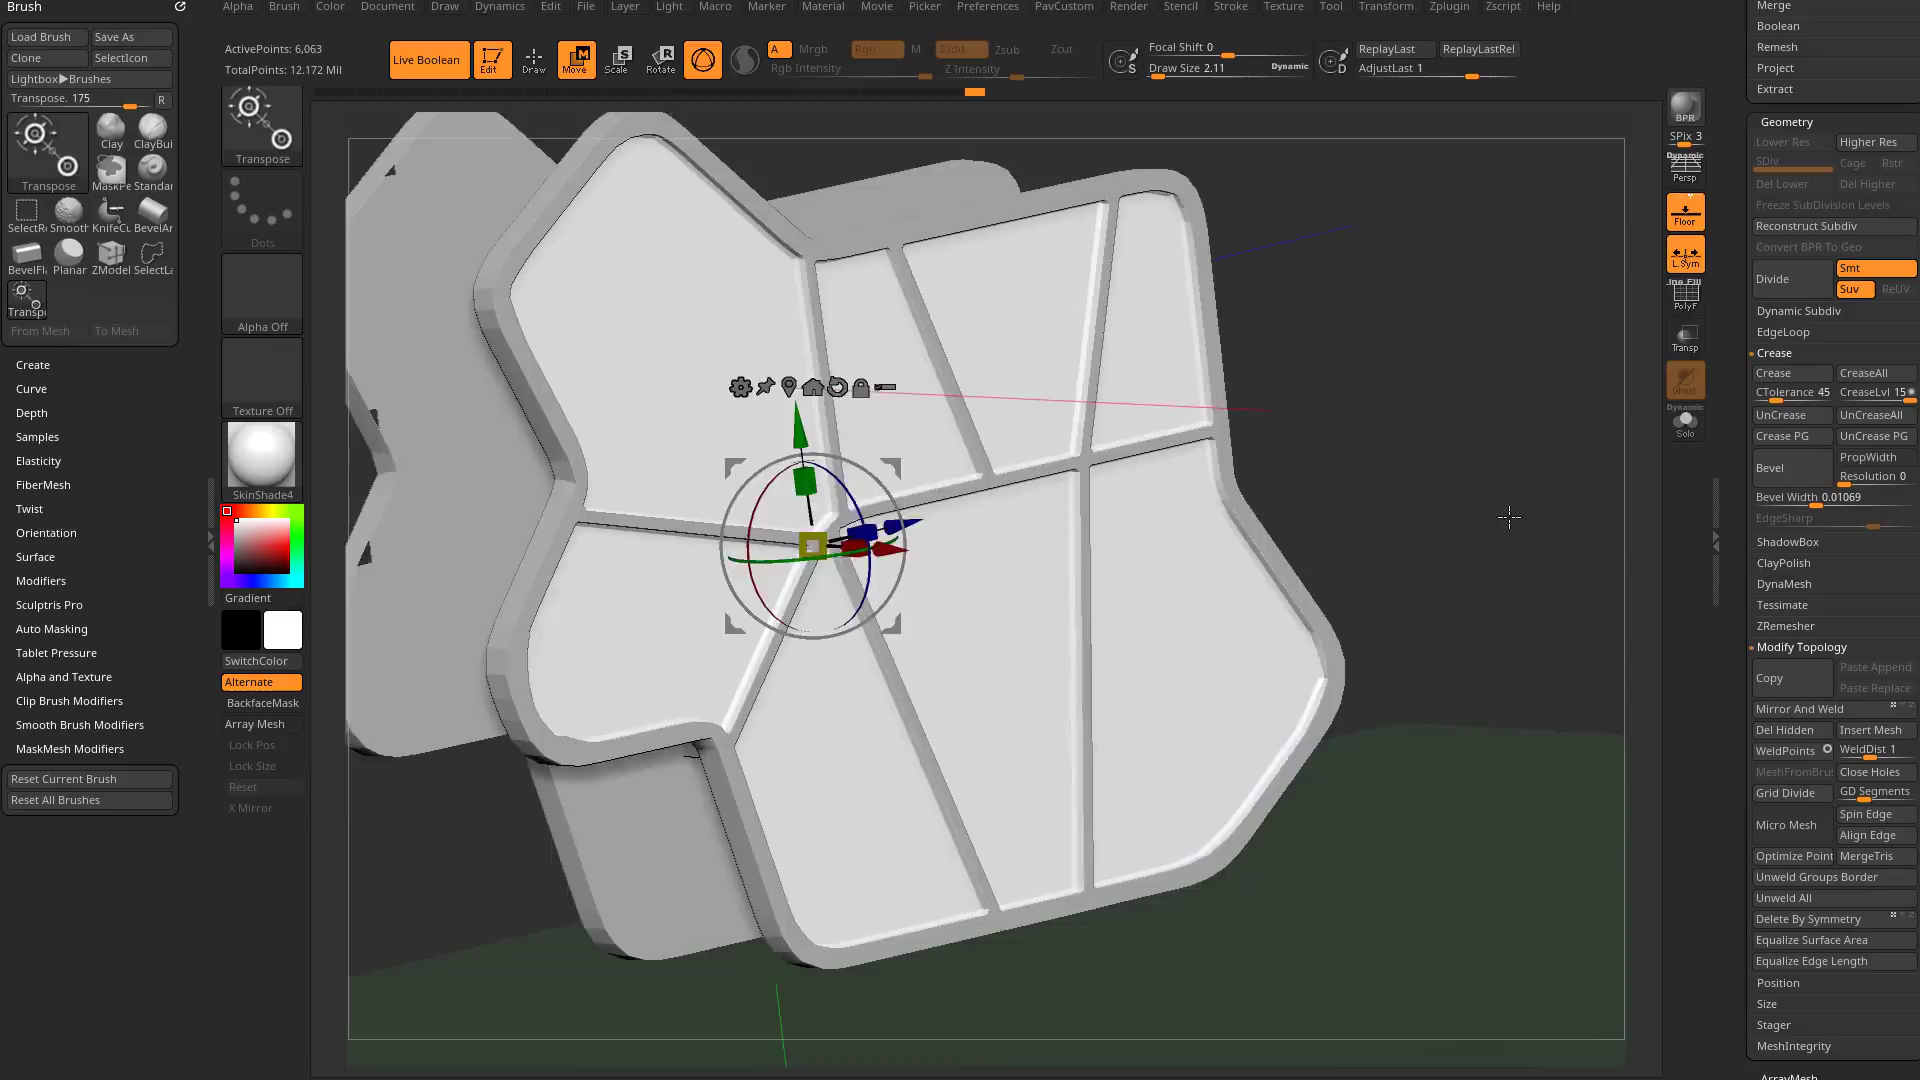 Brush
Alpha Brush Color Document Draw Dynamics Edit File Layer Light Macro Marker Material Movie Picker Preferences PavCustom Render Stencil Stroke Texture Tool Transform Zplugin Zscript Help
Load Brush Save As
Clone SelectIcon
Lightbox▶Brushes
Transpose. 175 R
Clay ClayBui
Transpose MaskPe Standar
SelectRe Smooth KnifeCu BevelAr
BevelFl Planar ZModel SelectLa
Transpo
From Mesh To Mesh
Create
Curve
Depth
Samples
Elasticity
FiberMesh
Twist
Orientation
Surface
Modifiers
Sculptris Pro
Auto Masking
Tablet Pressure
Alpha and Texture
Clip Brush Modifiers
Smooth Brush Modifiers
MaskMesh Modifiers
Reset Current Brush
Reset All Brushes
ActivePoints: 6,063
TotalPoints: 12.172 Mil
Live Boolean
Edit Draw Move Scale Rotate
A Mrgb Rgb M Zadd Zsub Zcut
Rgb Intensity Z Intensity
S Focal Shift 0
Draw Size 2.11 Dynamic
D ReplayLast ReplayLastRel
AdjustLast 1
Transpose
Dots
Alpha Off
Texture Off
SkinShade4
Gradient
SwitchColor
Alternate
BackfaceMask
Array Mesh
Lock Pos
Lock Size
Reset
X Mirror
BPR
SPix 3
Dynamic
Persp
Floor
L.Sym
Line Fill
PolyF
Transp
Ghost
Dynamic
Solo
Merge
Boolean
Remesh
Project
Extract
Geometry
Lower Res Higher Res
SDiv Cage Rstr
Del Lower Del Higher
Freeze SubDivision Levels
Reconstruct Subdiv
Convert BPR To Geo
Divide Smt
Suv ReUV
Dynamic Subdiv
EdgeLoop
Crease
Crease CreaseAll
CTolerance 45 CreaseLvl 15
UnCrease UnCreaseAll
Crease PG UnCrease PG
Bevel PropWidth
Resolution 0
Bevel Width 0.01069
EdgeSharp
ShadowBox
ClayPolish
DynaMesh
Tessimate
ZRemesher
Modify Topology
Copy Paste Append
Paste Replace
Mirror And Weld
Del Hidden Insert Mesh
WeldPoints WeldDist 1
MeshFromBrus Close Holes
Grid Divide GD Segments
Micro Mesh Spin Edge
Align Edge
Optimize Point MergeTris
Unweld Groups Border
Unweld All
Delete By Symmetry
Equalize Surface Area
Equalize Edge Length
Position
Size
Stager
MeshIntegrity
ArrayMesh